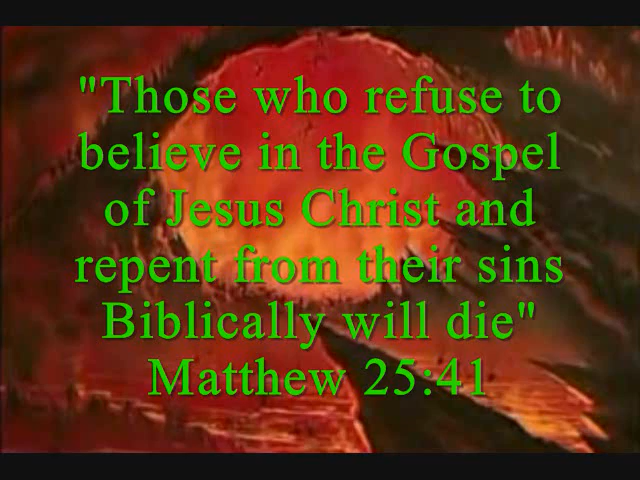 "Those who refuse to
believe in the Gospel
of Jesus Christ and
repent from their sins
Biblically will die"
Matthew 25:41